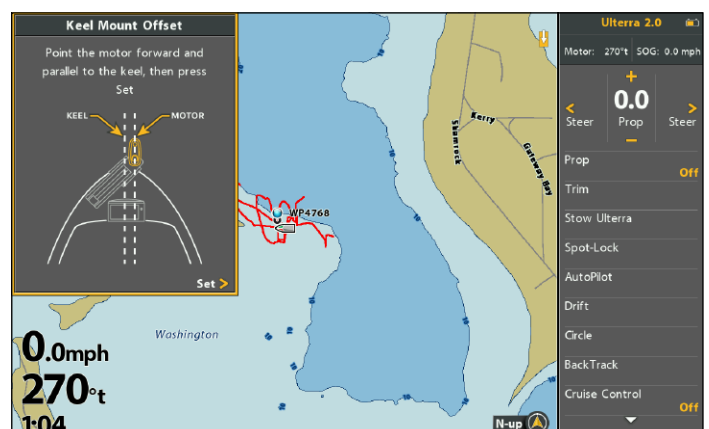 Keel Mount Offset
Point the motor forward and
parallel to the keel, then press
Set
KEEL
MOTOR
Set >
Kerry
Shamrock
Gateway Bay
WP4768
Washington
0.0mph
270°t
1:04
N-up
Ulterra 2.0
Motor: 270°t
SOG: 0.0 mph
+
<
0.0
>
Steer
Prop
Steer
−
Prop
Off
Trim
Stow Ulterra
Spot-Lock
AutoPilot
Drift
Circle
BackTrack
Cruise Control
Off